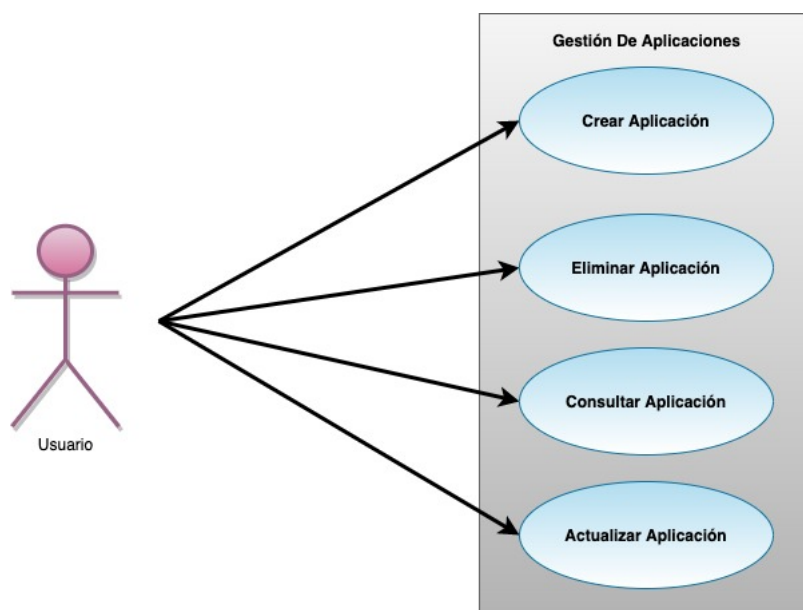 Gestión De Aplicaciones
Crear Aplicación
Eliminar Aplicación
Consultar Aplicación
Usuario
Actualizar Aplicación